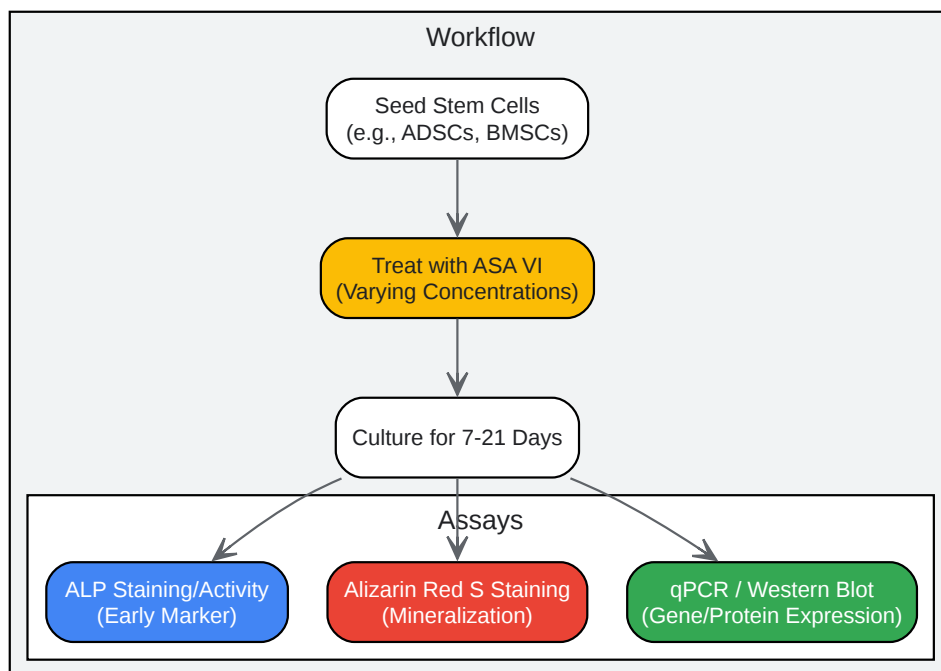 Workflow
Seed Stem Cells
(e.g., ADSCs, BMSCs)
Treat with ASA VI
(Varying Concentrations)
Culture for 7-21 Days
Assays
ALP Staining/Activity
(Early Marker)
Alizarin Red S Staining
(Mineralization)
qPCR / Western Blot
(Gene/Protein Expression)